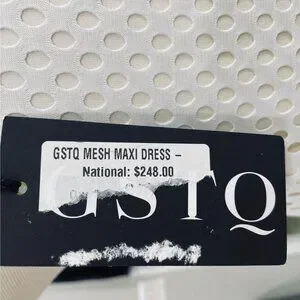 GSTQ MESH MAXI DRESS –
National: $248.00
GSTQ